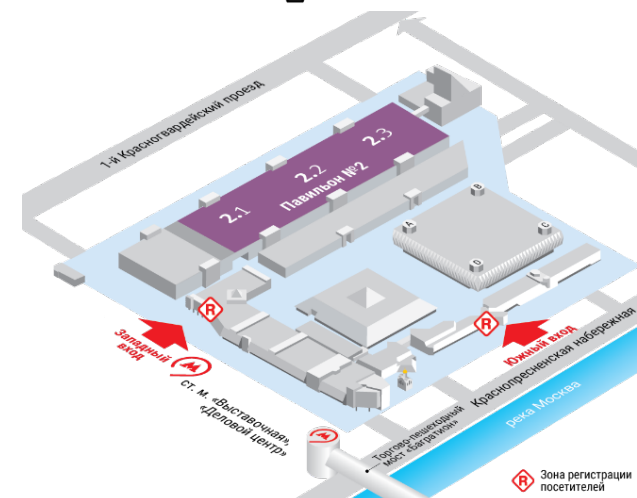 1-й Красногвардейский проезд
2.1
2.2
2.3
Павильон №2
A
B
C
D
R
Западный
вход
ст. м. «Выставочная»,
«Деловой центр»
R
Южный вход
Краснопресненская набережная
река Москва
Торгово-пешеходный
мост «Багратион»
R
Зона регистрации
посетителей